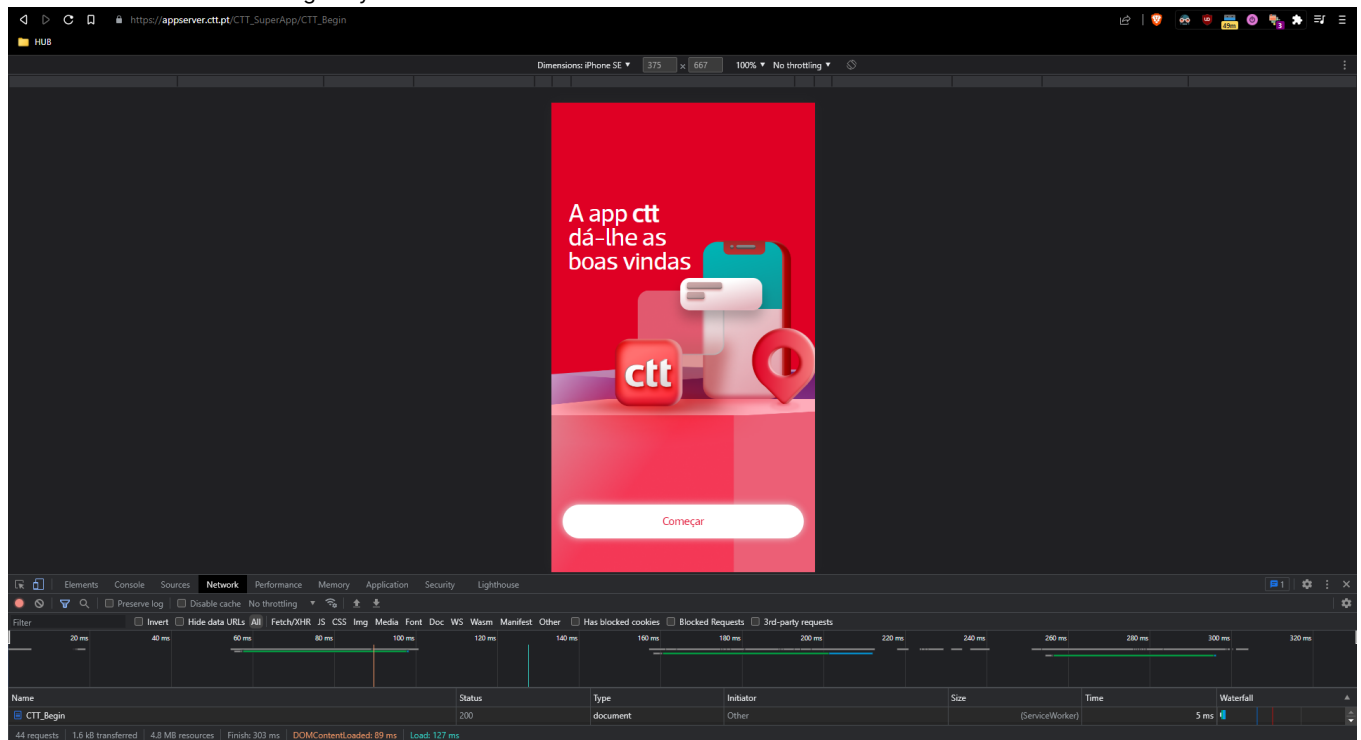 https://appserver.ctt.pt/CTT_SuperApp/CTT_Begin
49m
3
HUB
Dimensions: iPhone SE ▼ 375 x 667 100% ▼ No throttling ▼
A app ctt
dá-lhe as
boas vindas
ctt
Começar
Elements Console Sources Network Performance Memory Application Security Lighthouse 1
Preserve log Disable cache No throttling ▼
Filter Invert Hide data URLs All Fetch/XHR JS CSS Img Media Font Doc WS Wasm Manifest Other Has blocked cookies Blocked Requests 3rd-party requests
20 ms 40 ms 60 ms 80 ms 100 ms 120 ms 140 ms 160 ms 180 ms 200 ms 220 ms 240 ms 260 ms 280 ms 300 ms 320 ms
Name Status Type Initiator Size Time Waterfall
CTT_Begin 200 document Other (ServiceWorker) 5 ms
44 requests 1.6 kB transferred 4.8 MB resources Finish: 303 ms DOMContentLoaded: 89 ms Load: 127 ms